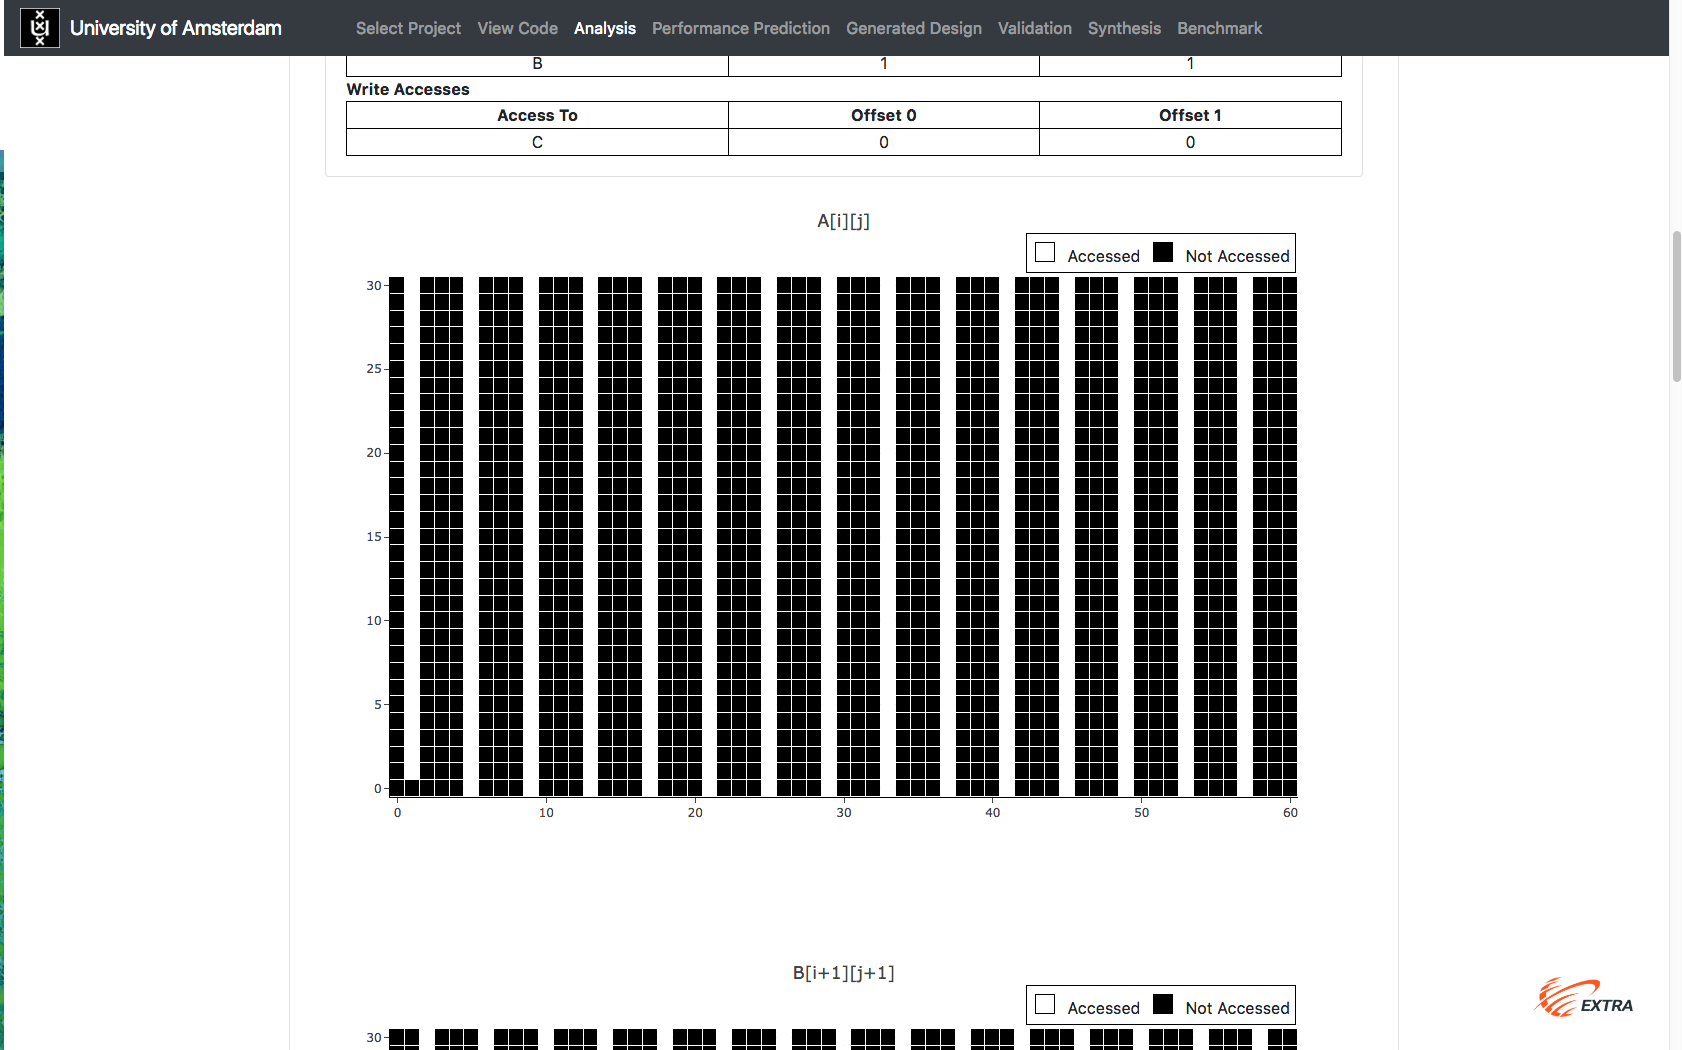 University of Amsterdam Select Project View Code Analysis Performance Prediction Generated Design Validation Synthesis Benchmark
B 1 1
Write Accesses
Access To Offset 0 Offset 1
C 0 0
A[i][j]
Accessed Not Accessed
30
25
20
15
10
5
0
0 10 20 30 40 50 60
B[i+1][j+1]
Accessed Not Accessed
30
EXTRA